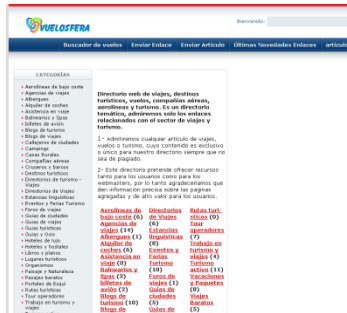 VUELOSFERA
Bienvenido:
Buscador de vuelos Enviar Enlace Enviar Artículo Últimas Novedades Enlaces artícul
CATEGORÍAS
Aerolíneas de bajo coste
Agencias de viajes
Albergues
Alquiler de coches
Asistencia en viaje
Balnearios y Spas
billetes de avión
Blogs de turismo
Blogs de viajes
Callejeros de ciudades
Campings
Casas Rurales
Compañías aéreas
Cruceros y barcos
Destinos turísticos
Directorios de turismo - Viajes
Directorios de Viajes
Estancias lingüísticas
Eventos y Ferias Turismo
Foros de viajes
Guías de ciudades
Guías de viajes
Guías turísticas
Guías y Ocio
Hoteles de lujo
Hoteles y hostales
Libros y planos
Lugares turísticos
Organismos
Paisaje y Naturaleza
Pasajes baratos
Portales de Esquí
Rutas turísticas
Tour operadores
Trabajo en turismo y viajes
Directorio web de viajes, destinos
turísticos, vuelos, compañías aéreas,
aerolíneas y turismo. Es un directorio
temático, admitiremos solo los enlaces
relacionados con el sector de viajes y
turismo.
1- Admitiremos cualquier artículo de viajes,
vuelos o turismo, cuyo contenido es exclusivo
o único para nuestro directorio siempre que no
sea de plagiado.
2- Este directorio pretende ofrecer recursos
tanto para los usuarios como para los
webmasters, por lo tanto agradeceríamos que
den información precisa sobre las paginas
agregadas y de alto valor para los usuarios.
Aerolíneas de bajo coste (6)
Agencias de viajes (14)
Albergues (1)
Alquiler de coches (6)
Asistencia en viaje (0)
Balnearios y Spas (3)
billetes de avión (2)
Blogs de turismo (10)
Blogs de
Directorios de Viajes (6)
Estancias lingüísticas (0)
Eventos y Ferias Turismo (10)
Foros de viajes (1)
Guías de ciudades (5)
Guías de
Rutas turísticas (0)
Tour operadores (7)
Trabajo en turismo y viajes (4)
Turismo activo (11)
Vacaciones y Paquetes (0)
Viajes Baratos (5)